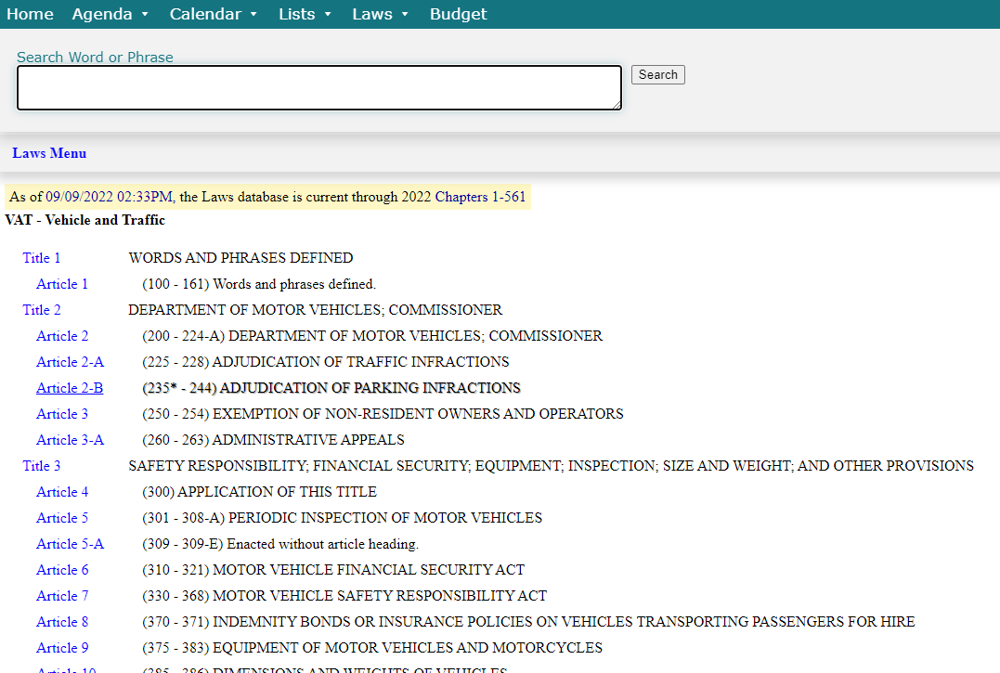 Home Agenda Calendar Lists Laws Budget
Search Word or Phrase
Search
Laws Menu
As of 09/09/2022 02:33PM, the Laws database is current through 2022 Chapters 1-561
VAT - Vehicle and Traffic
Title 1 WORDS AND PHRASES DEFINED
Article 1 (100 - 161) Words and phrases defined.
Title 2 DEPARTMENT OF MOTOR VEHICLES; COMMISSIONER
Article 2 (200 - 224-A) DEPARTMENT OF MOTOR VEHICLES; COMMISSIONER
Article 2-A (225 - 228) ADJUDICATION OF TRAFFIC INFRACTIONS
Article 2-B (235* - 244) ADJUDICATION OF PARKING INFRACTIONS
Article 3 (250 - 254) EXEMPTION OF NON-RESIDENT OWNERS AND OPERATORS
Article 3-A (260 - 263) ADMINISTRATIVE APPEALS
Title 3 SAFETY RESPONSIBILITY; FINANCIAL SECURITY; EQUIPMENT; INSPECTION; SIZE AND WEIGHT; AND OTHER PROVISIONS
Article 4 (300) APPLICATION OF THIS TITLE
Article 5 (301 - 308-A) PERIODIC INSPECTION OF MOTOR VEHICLES
Article 5-A (309 - 309-E) Enacted without article heading.
Article 6 (310 - 321) MOTOR VEHICLE FINANCIAL SECURITY ACT
Article 7 (330 - 368) MOTOR VEHICLE SAFETY RESPONSIBILITY ACT
Article 8 (370 - 371) INDEMNITY BONDS OR INSURANCE POLICIES ON VEHICLES TRANSPORTING PASSENGERS FOR HIRE
Article 9 (375 - 383) EQUIPMENT OF MOTOR VEHICLES AND MOTORCYCLES
Article 10 (385 - 386) DIMENSIONS AND WEIGHTS OF VEHICLES